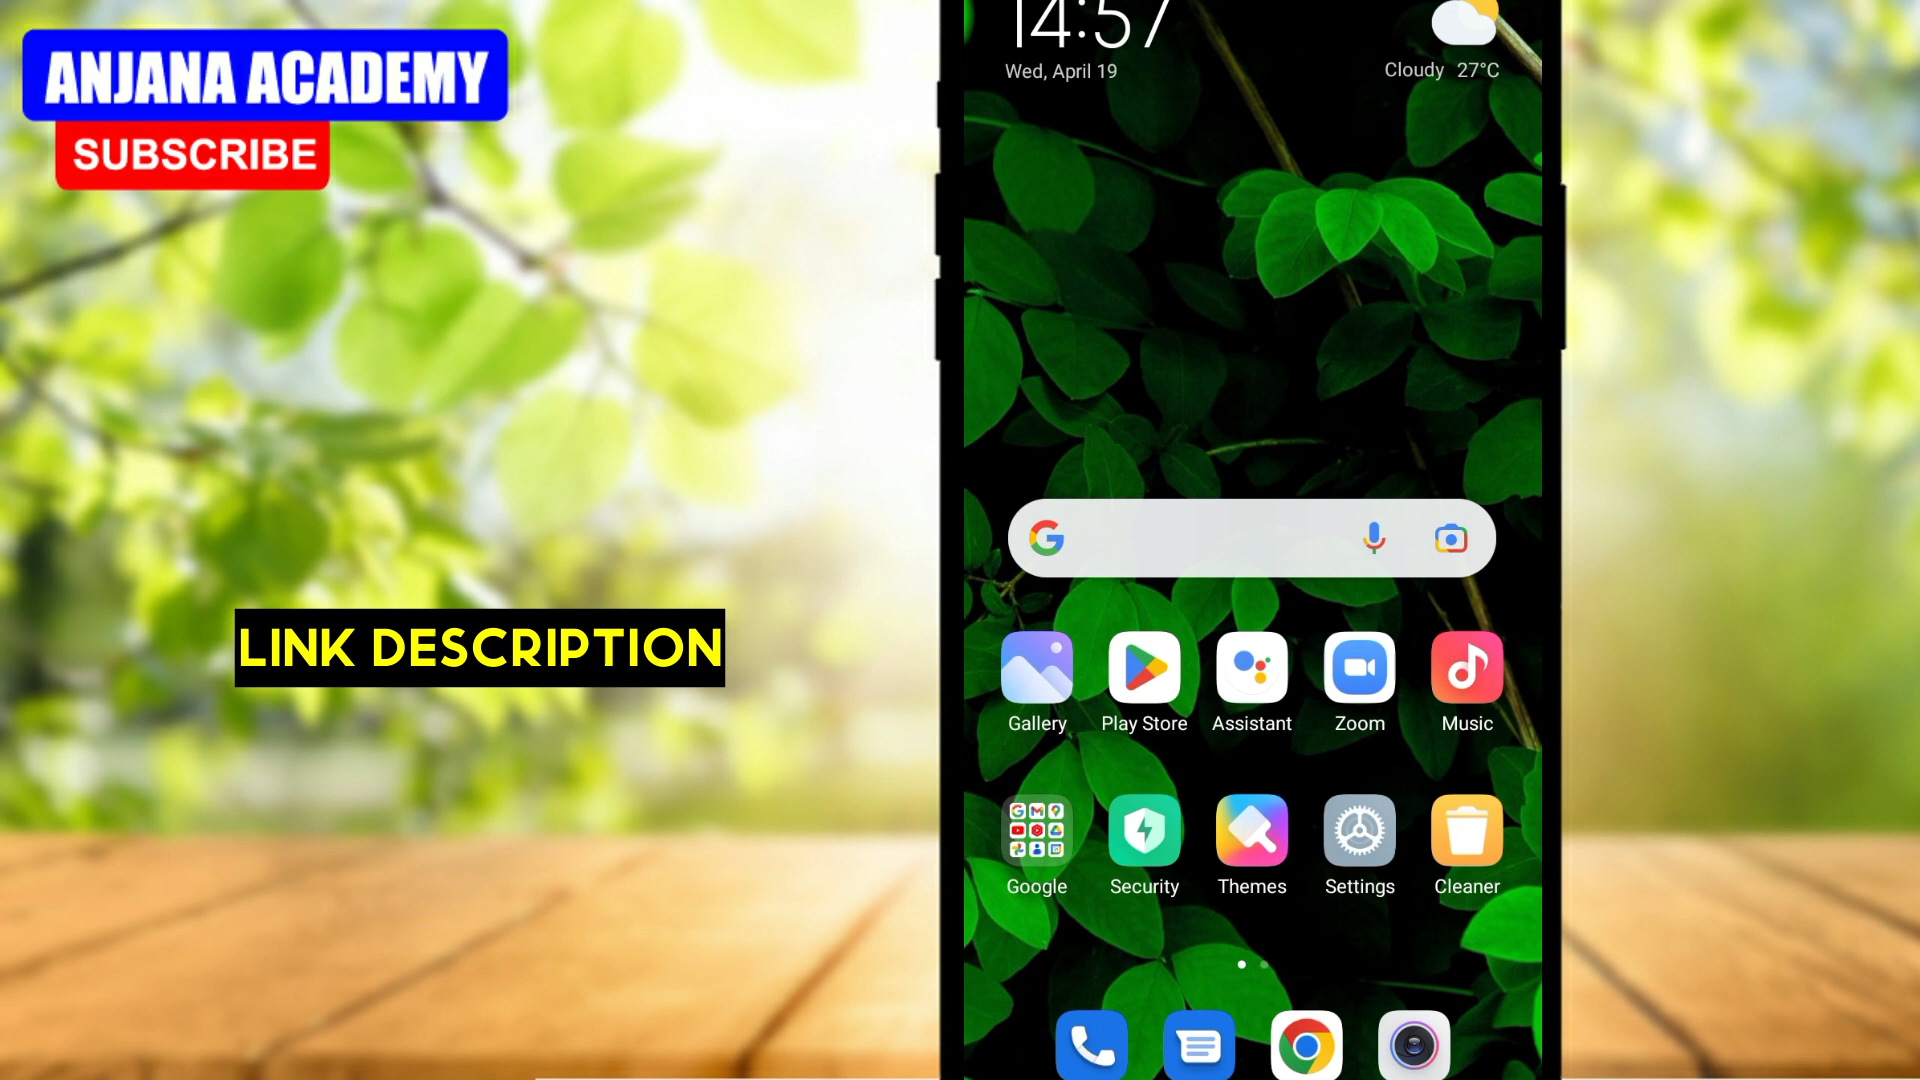 ANJANA ACADEMY
SUBSCRIBE
LINK DESCRIPTION
14:57
Wed, April 19
Cloudy 27°C
Gallery Play Store Assistant Zoom Music
Google Security Themes Settings Cleaner